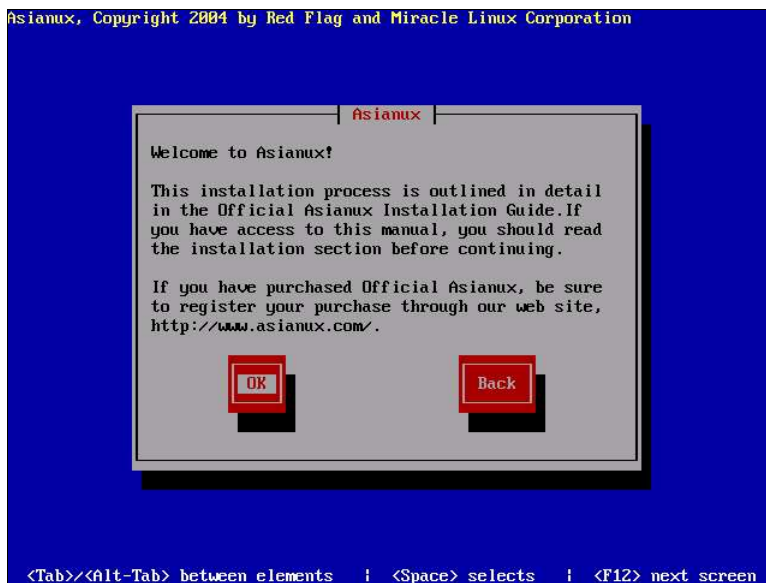 Asianux, Copyright 2004 by Red Flag and Miracle Linux Corporation
Asianux
Welcome to Asianux!
This installation process is outlined in detail
in the Official Asianux Installation Guide.If
you have access to this manual, you should read
the installation section before continuing.
If you have purchased Official Asianux, be sure
to register your purchase through our web site,
http://www.asianux.com/.
OK Back
<Tab>/<Alt-Tab> between elements | <Space> selects | <F12> next screen